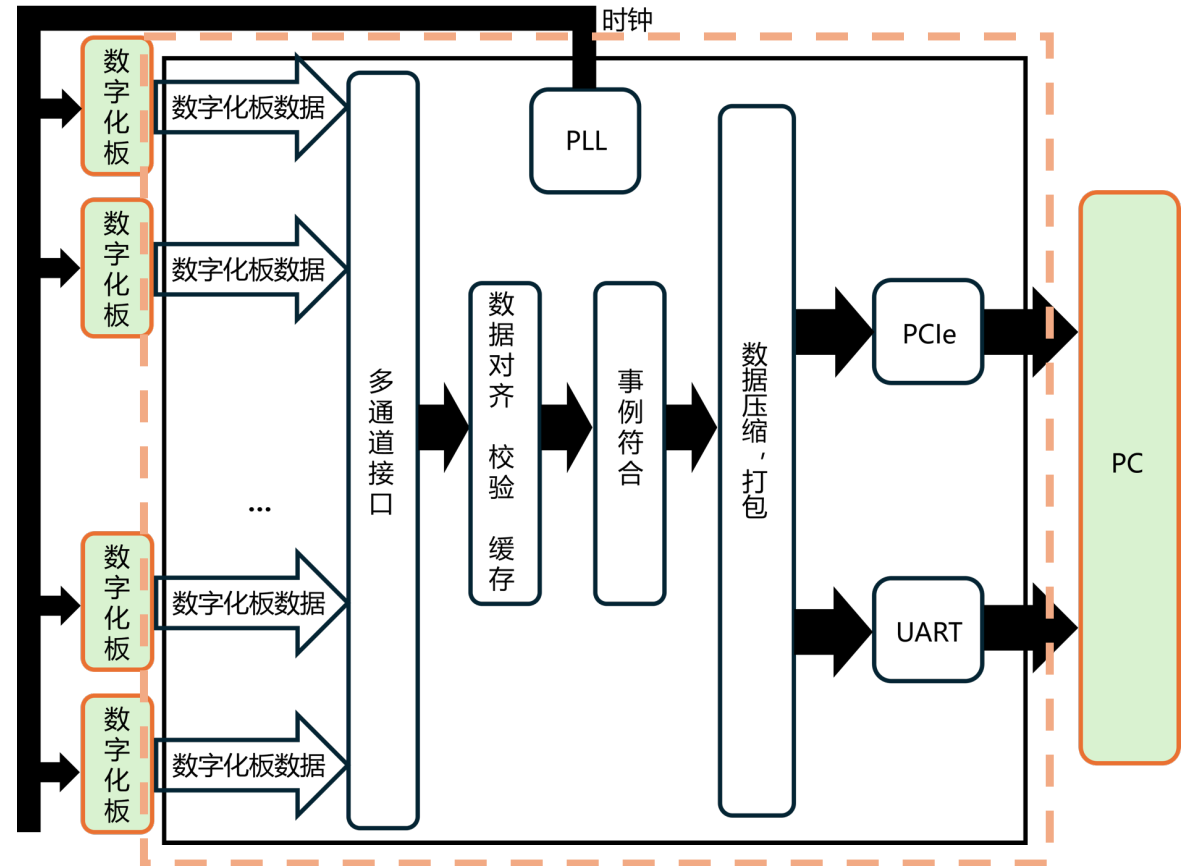 时钟
数字化板
数字化板数据
PLL
数字化板
数字化板数据
多通道接口
数据对齐 校验 缓存
事例符合
数据压缩，打包
PCIe
PC
...
数字化板
数字化板数据
UART
数字化板
数字化板数据